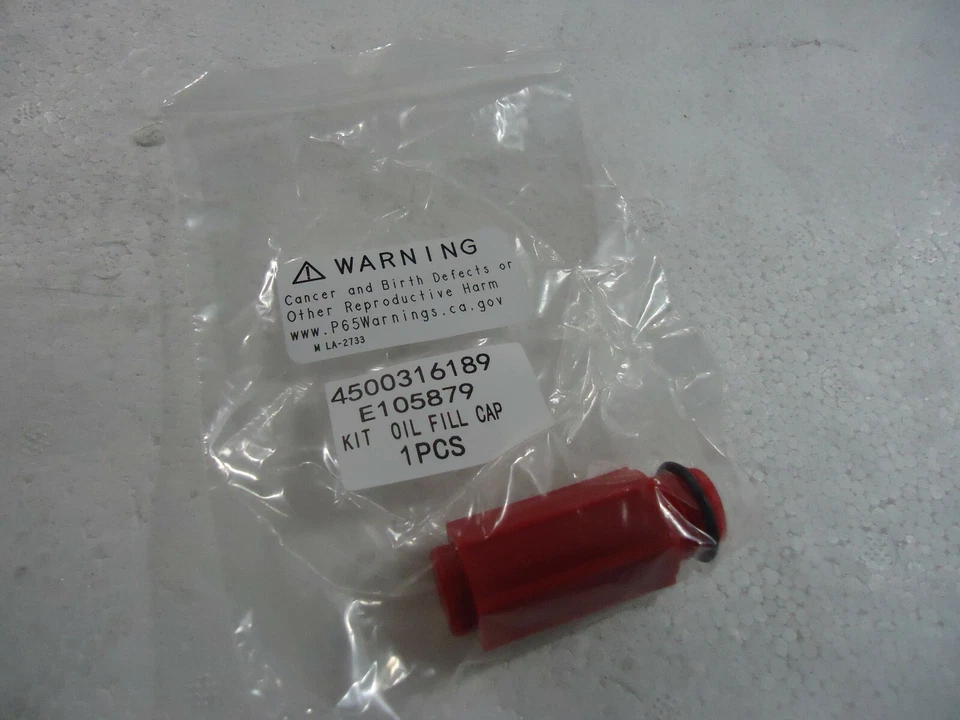 WARNING
Cancer and Birth Defects or
Other Reproductive Harm
www.P65Warnings.ca.gov
M LA-2733
4500316189
E105879
KIT OIL FILL CAP
1PCS